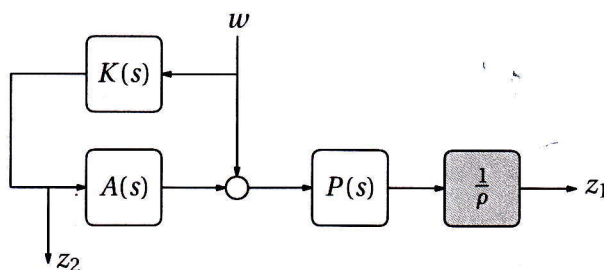 w
K(s)
A(s)
P(s)
1/ρ
z₁
z₂